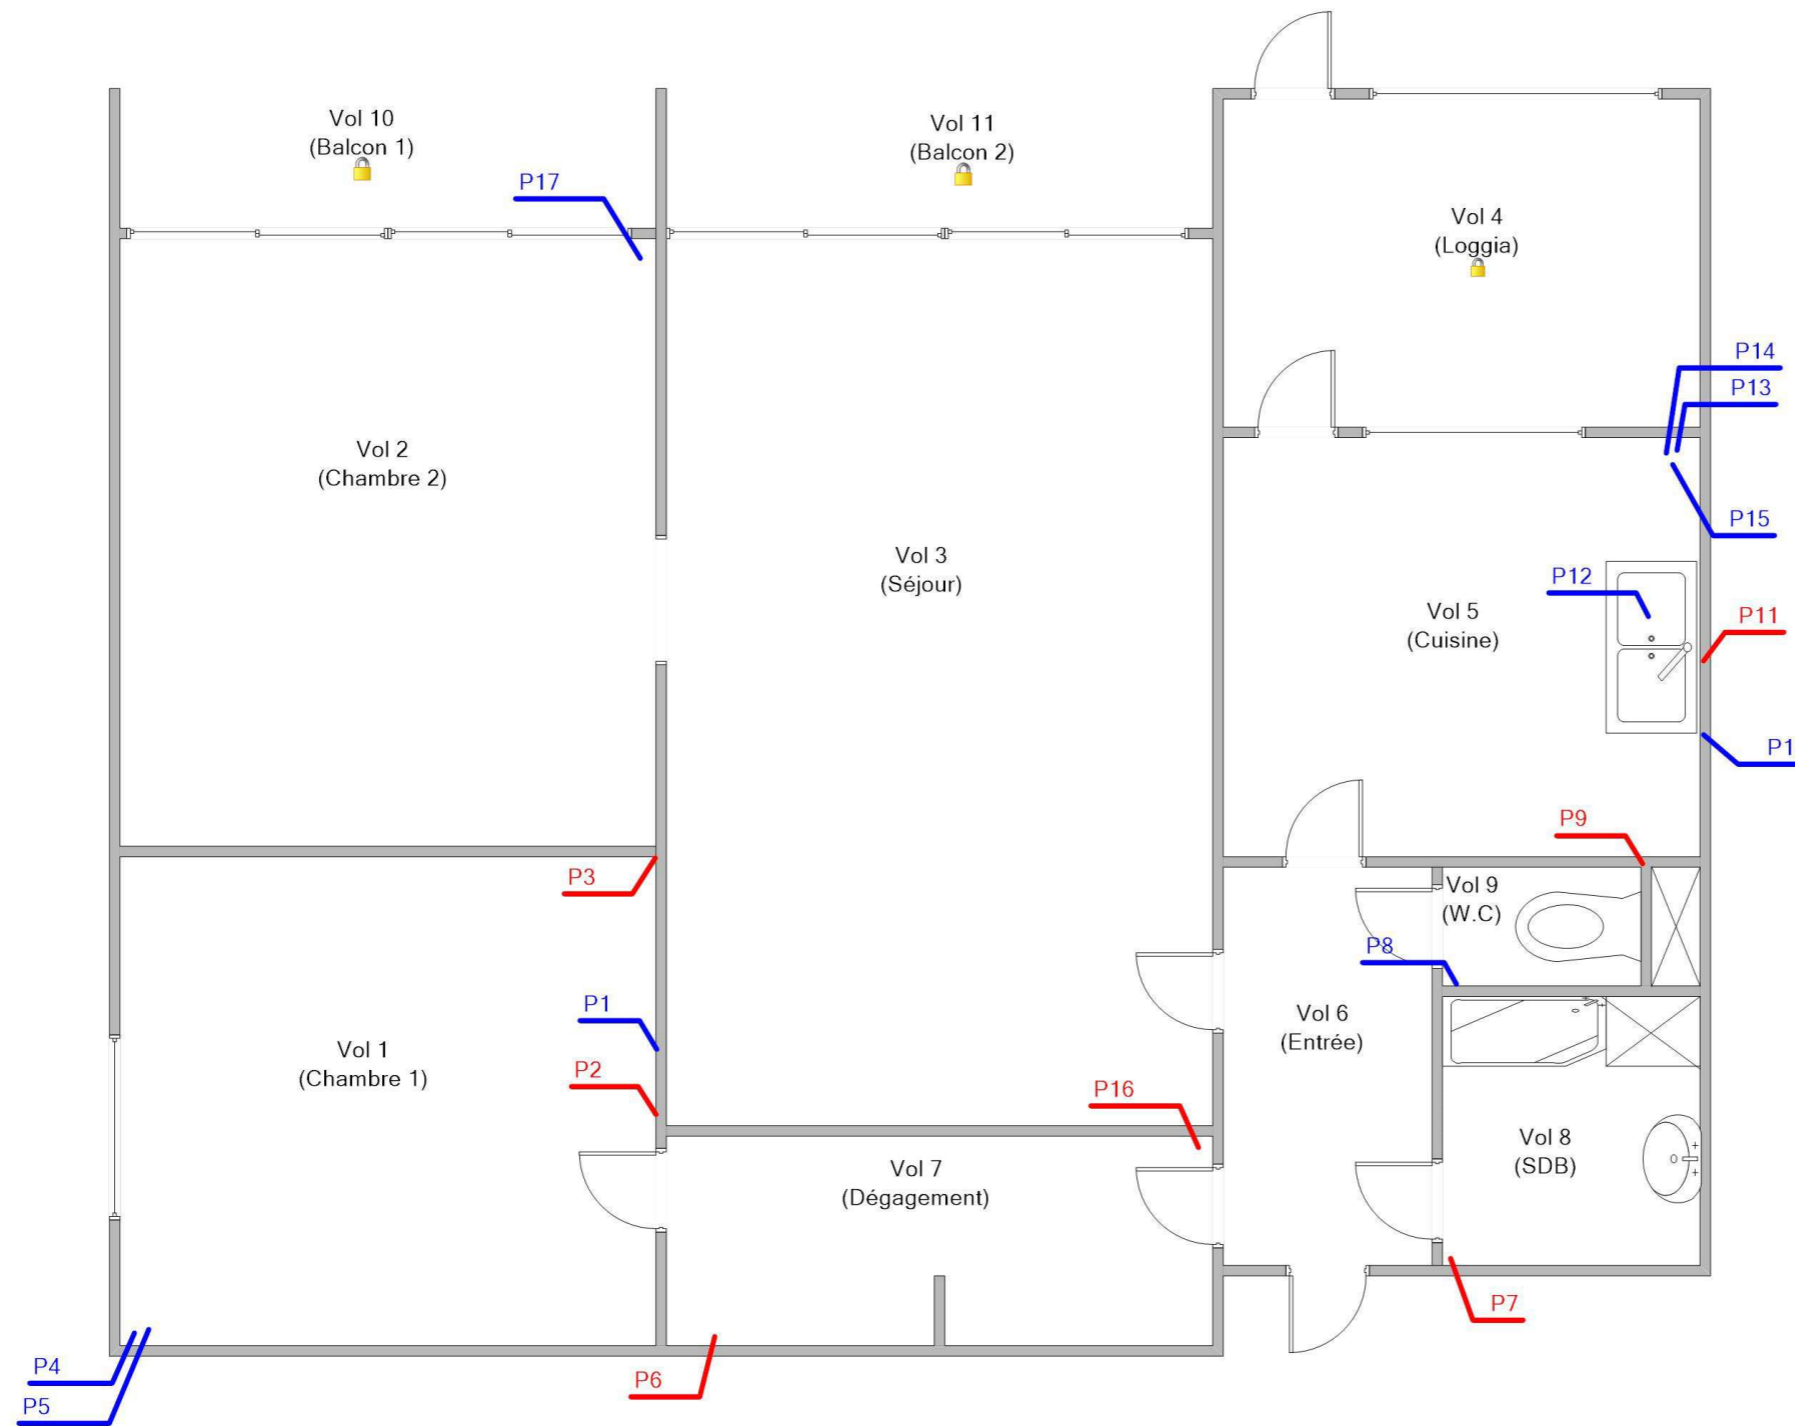 Vol 10
(Balcon 1)
Vol 11
(Balcon 2)
P17
Vol 4
(Loggia)
P14
P13
Vol 2
(Chambre 2)
P15
Vol 3
(Séjour)
P12
Vol 5
(Cuisine)
P11
P1
P9
P3
Vol 9
(W.C)
P8
P1
Vol 6
(Entrée)
Vol 1
(Chambre 1)
P2
P16
Vol 8
(SDB)
Vol 7
(Dégagement)
P7
P4
P6
P5